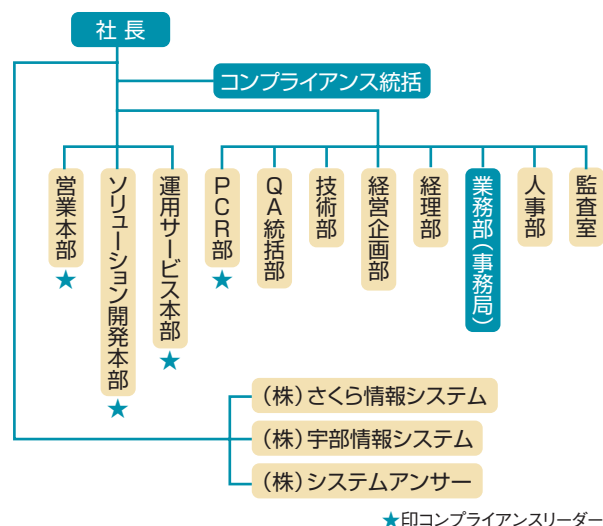 社長
コンプライアンス統括
営業本部
★
ソリューション開発本部
★
運用サービス本部
★
PCR部
★
QA統括部
技術部
経営企画部
経理部
業務部(事務局)
人事部
監査室
(株)さくら情報システム
(株)宇部情報システム
(株)システムアンサー
★印コンプライアンスリーダー